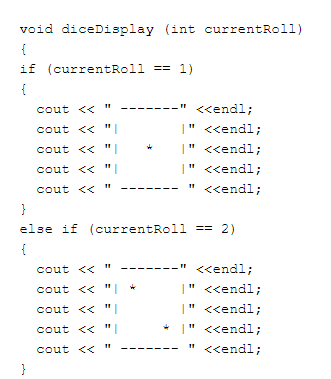 void diceDisplay (int currentRoll)
{
if (currentRoll == 1)
{
  cout << " -------" <<endl;
  cout << "|       |" <<endl;
  cout << "|   *   |" <<endl;
  cout << "|       |" <<endl;
  cout << " ------- " <<endl;
}
else if (currentRoll == 2)
{
  cout << " -------" <<endl;
  cout << "| *     |" <<endl;
  cout << "|       |" <<endl;
  cout << "|     * |" <<endl;
  cout << " ------- " <<endl;
}